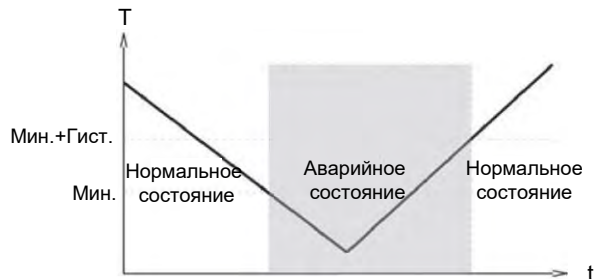 T
Мин.+Гист.
Мин.
Нормальное
состояние
Аварийное
состояние
Нормальное
состояние
t